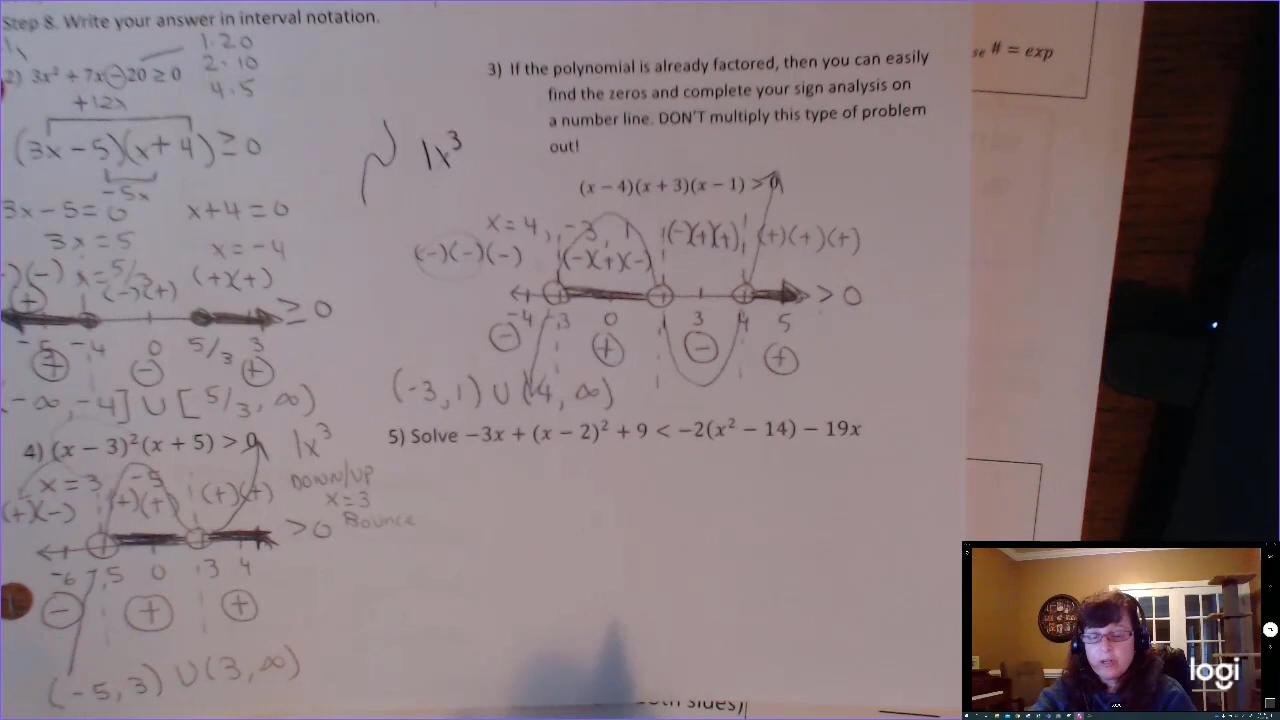 Step 8. Write your answer in interval notation.
2) 3x² + 7x - 20 ≥ 0
+12x
1·20
2·10
4·5
(3x - 5)(x + 4) ≥ 0
-5x
3x - 5 = 0 x + 4 = 0
3x = 5 x = -4
x = 5/3
(-)(-) (-)(+) (+)(+)
≥ 0
-5 -4 0 5/3 3
+ - +
(-∞, -4] ∪ [5/3, ∞)
3) If the polynomial is already factored, then you can easily
find the zeros and complete your sign analysis on
a number line. DON'T multiply this type of problem
out!
1x³
(x - 4)(x + 3)(x - 1) > 0
x = 4, -3, 1
(-)(-)(-) (-)(+)(-) (-)(+)(+) (+)(+)(+)
> 0
-4 -3 0 1 3 4 5
- + - +
(-3, 1) ∪ (4, ∞)
4) (x - 3)²(x + 5) > 0 1x³
x = 3, -5
DOWN/UP
x = 3
Bounce
(+)(-) (+)(+) (+)(+)
> 0
-6 -5 0 3 4
- + +
(-5, 3) ∪ (3, ∞)
5) Solve -3x + (x - 2)² + 9 < -2(x² - 14) - 19x
se # = exp
sides)
logi